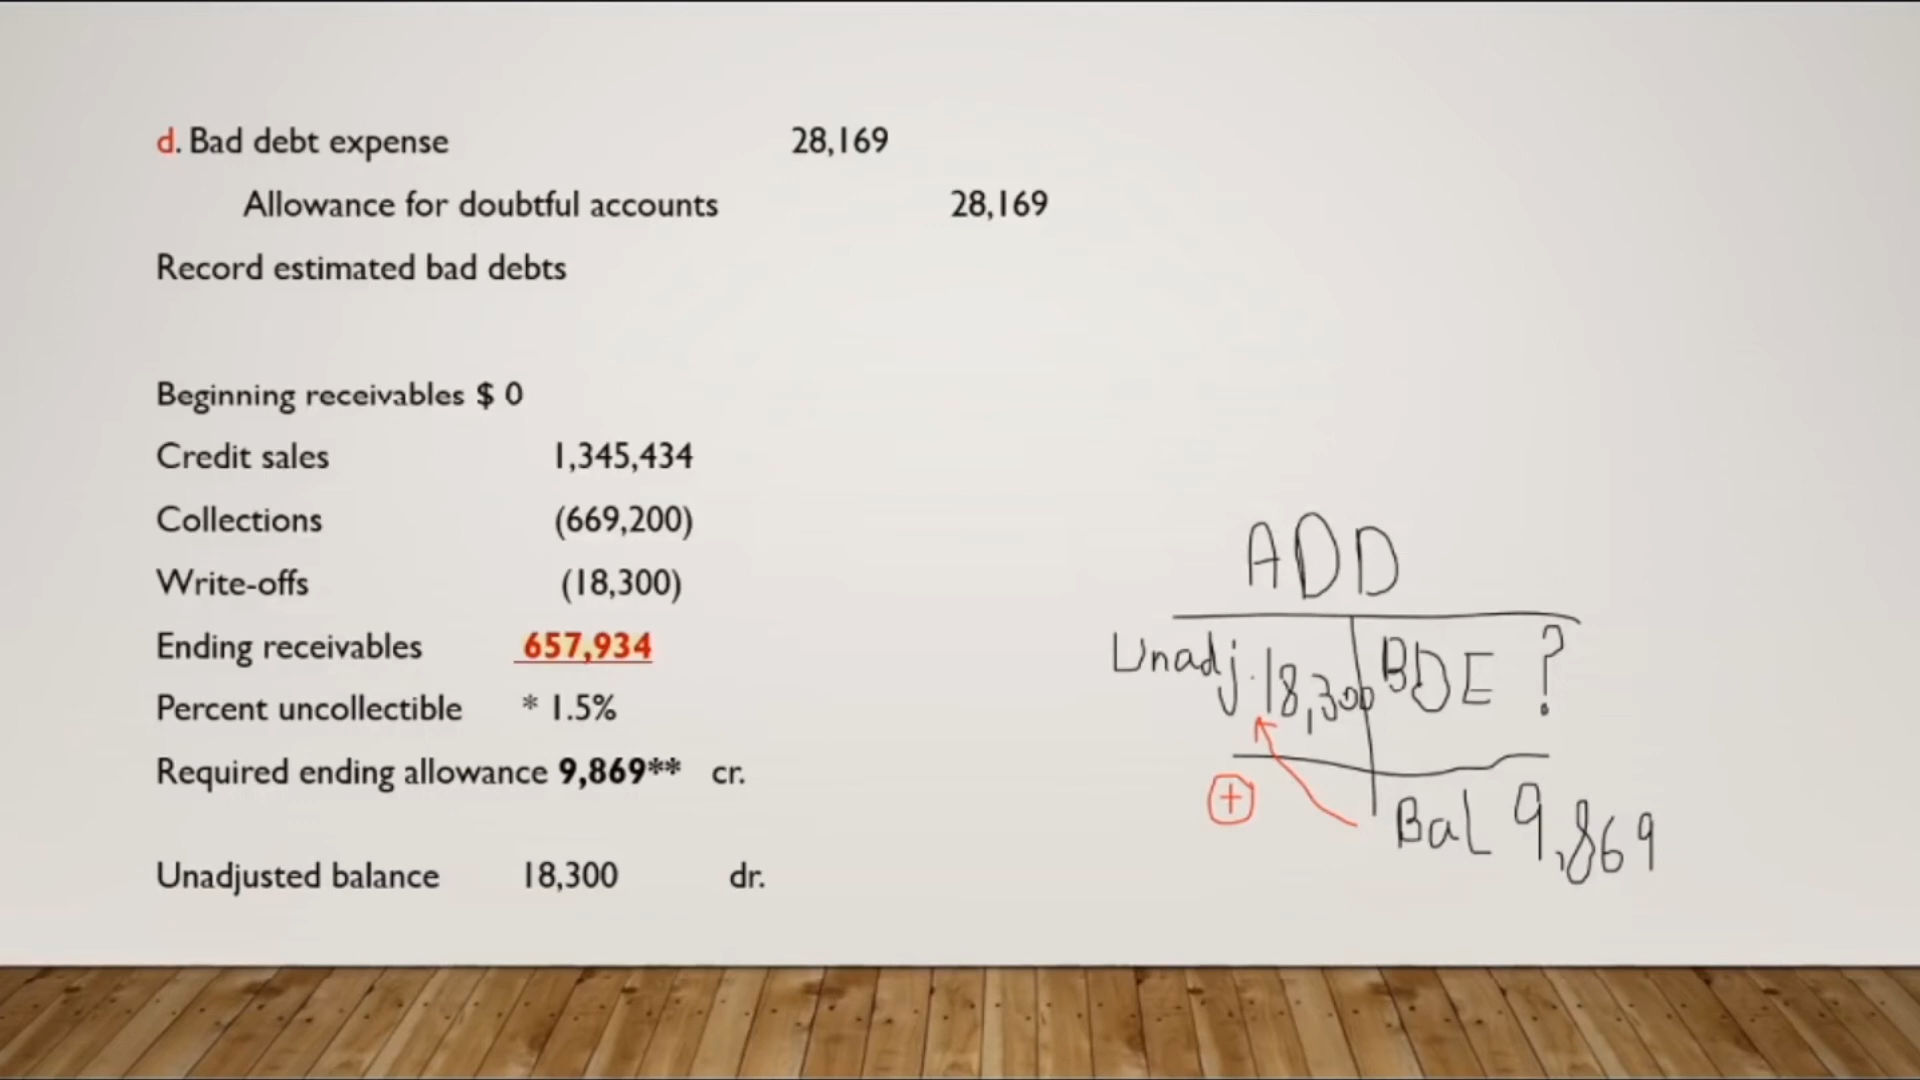 d. Bad debt expense 28,169
Allowance for doubtful accounts 28,169
Record estimated bad debts
Beginning receivables $ 0
Credit sales 1,345,434
Collections (669,200)
Write-offs (18,300)
Ending receivables 657,934
Percent uncollectible * 1.5%
Required ending allowance 9,869** cr.
Unadjusted balance 18,300 dr.
ADD
Unadj. 18,300 BDE ?
+
Bal 9,869